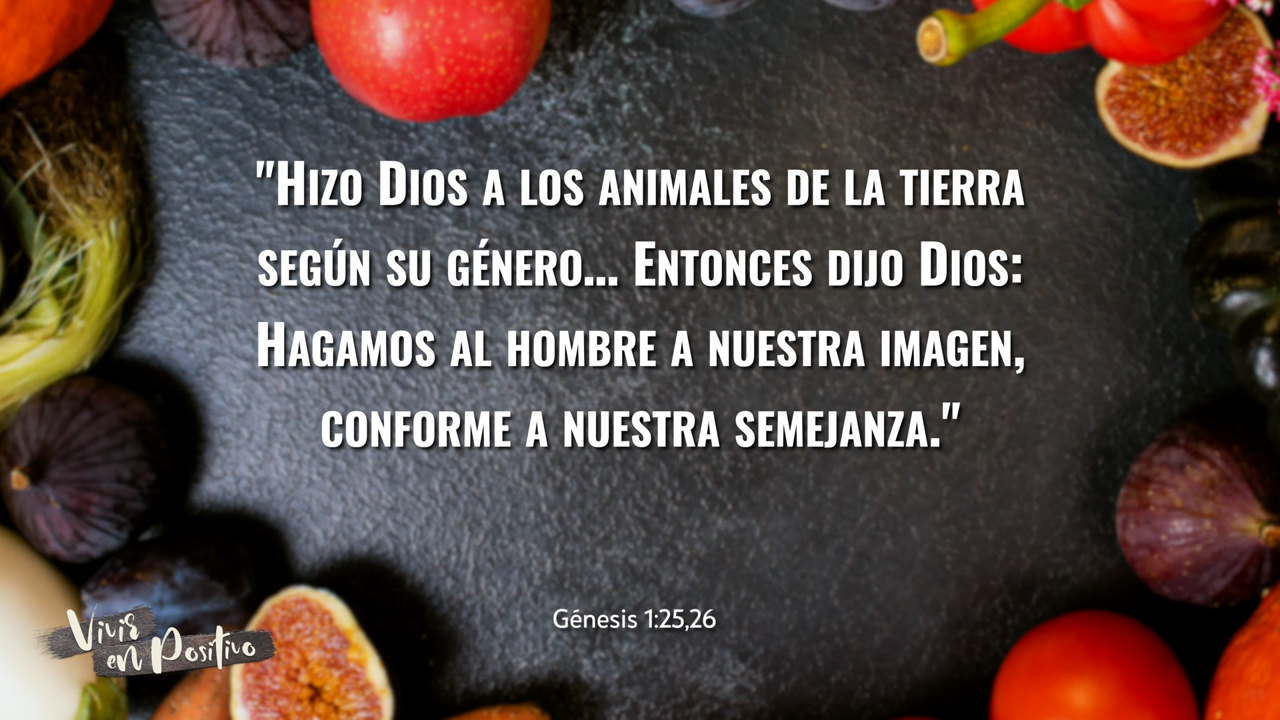 "Hizo Dios a los animales de la tierra
según su género... Entonces dijo Dios:
Hagamos al hombre a nuestra imagen,
conforme a nuestra semejanza."
Génesis 1:25,26
Vivir
en Positivo